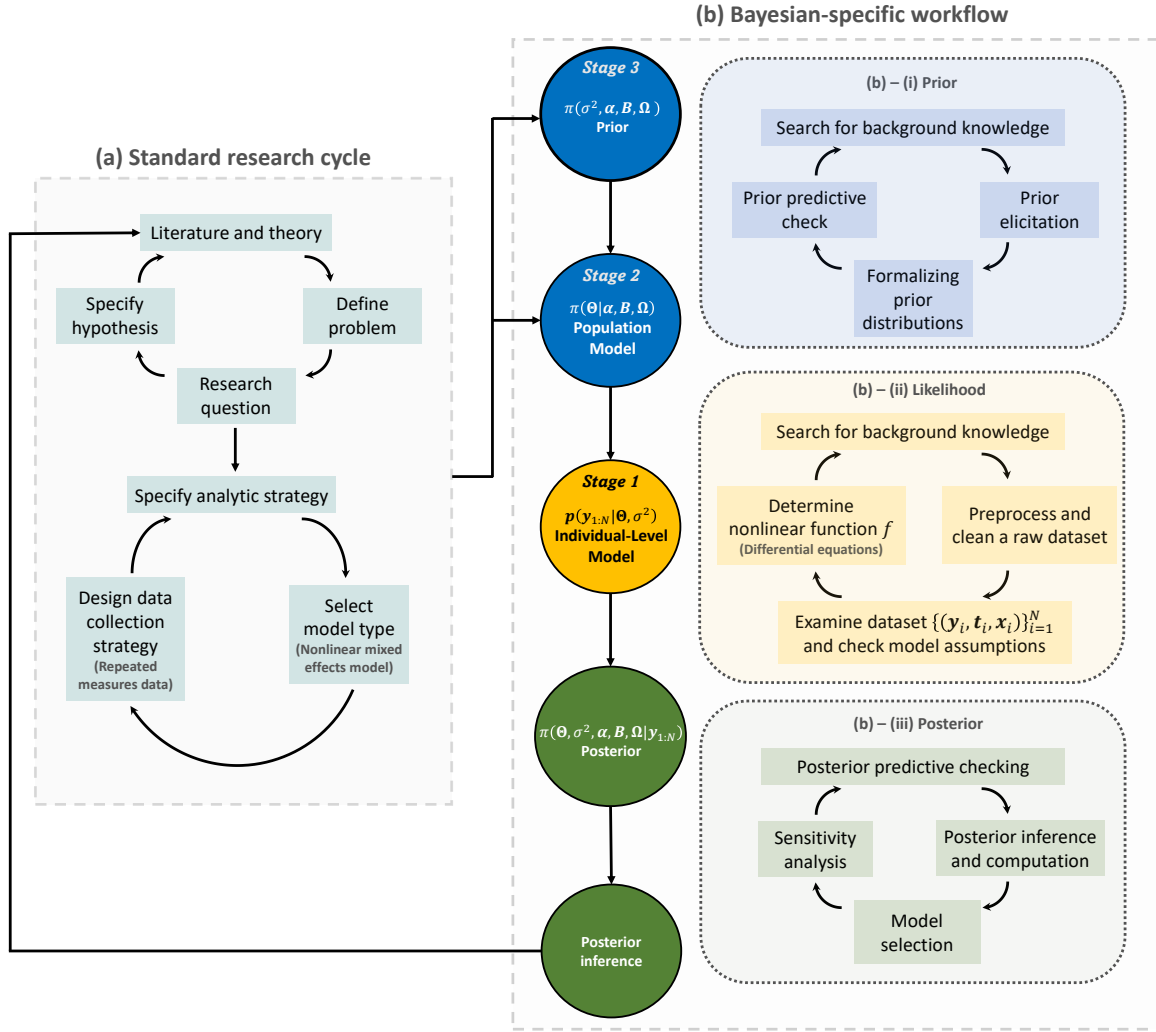 (b) Bayesian-specific workflow
(a) Standard research cycle
Literature and theory
Specify
hypothesis
Define
problem
Research
question
Specify analytic strategy
Design data
collection
strategy
(Repeated
measures data)
Select
model type
(Nonlinear mixed
effects model)
Stage 3
π(σ², α, B, Ω )
Prior
Stage 2
π(Θ|α, B, Ω)
Population
Model
Stage 1
p(y₁:N|Θ, σ²)
Individual-Level
Model
π(Θ, σ², α, B, Ω|y₁:N)
Posterior
Posterior
inference
(b) – (i) Prior
Search for background knowledge
Prior predictive
check
Prior
elicitation
Formalizing
prior
distributions
(b) – (ii) Likelihood
Search for background knowledge
Determine
nonlinear function f
(Differential equations)
Preprocess and
clean a raw dataset
Examine dataset {(yᵢ, tᵢ, xᵢ)}ᵢ₌₁ᴺ
and check model assumptions
(b) – (iii) Posterior
Posterior predictive checking
Sensitivity
analysis
Posterior inference
and computation
Model
selection